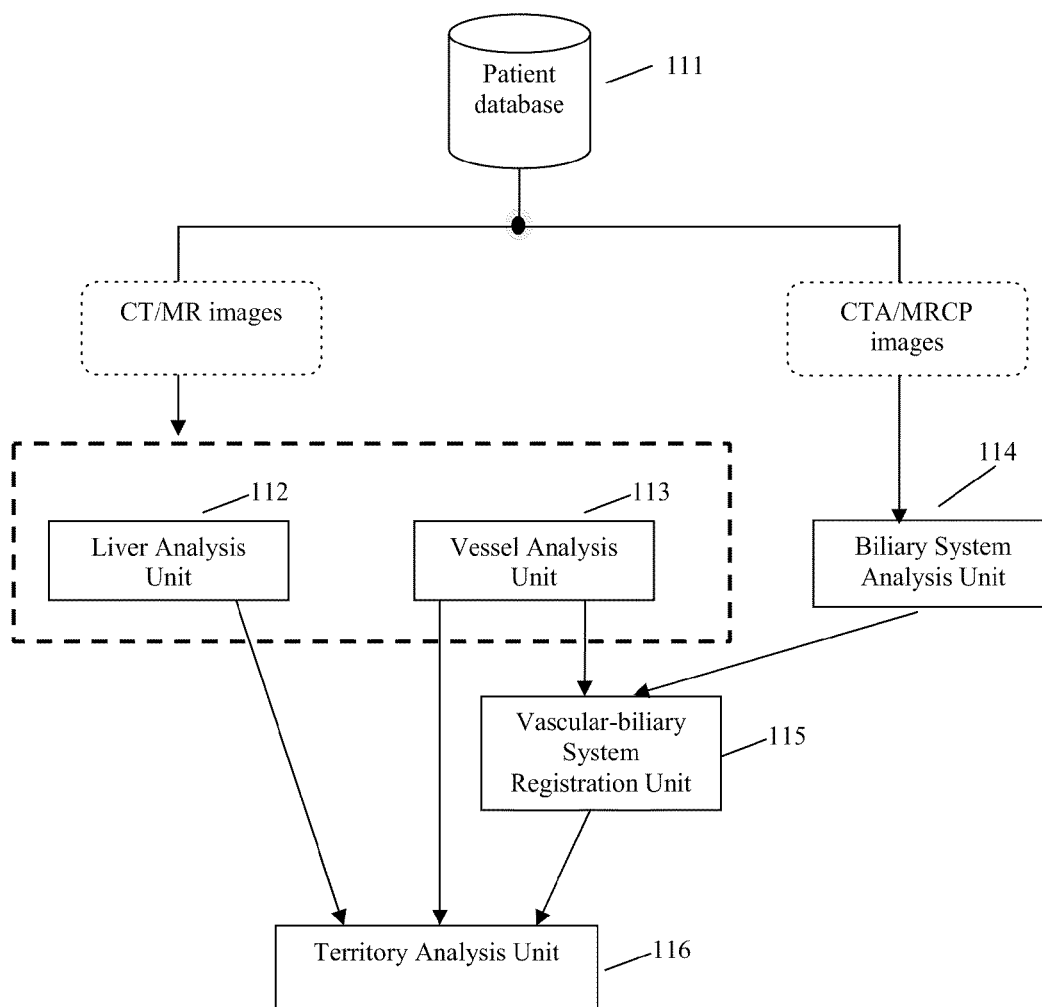 Patient
database
111
CT/MR images
CTA/MRCP
images
112
113
114
Liver Analysis
Unit
Vessel Analysis
Unit
Biliary System
Analysis Unit
Vascular-biliary
System
Registration Unit
115
Territory Analysis Unit
116